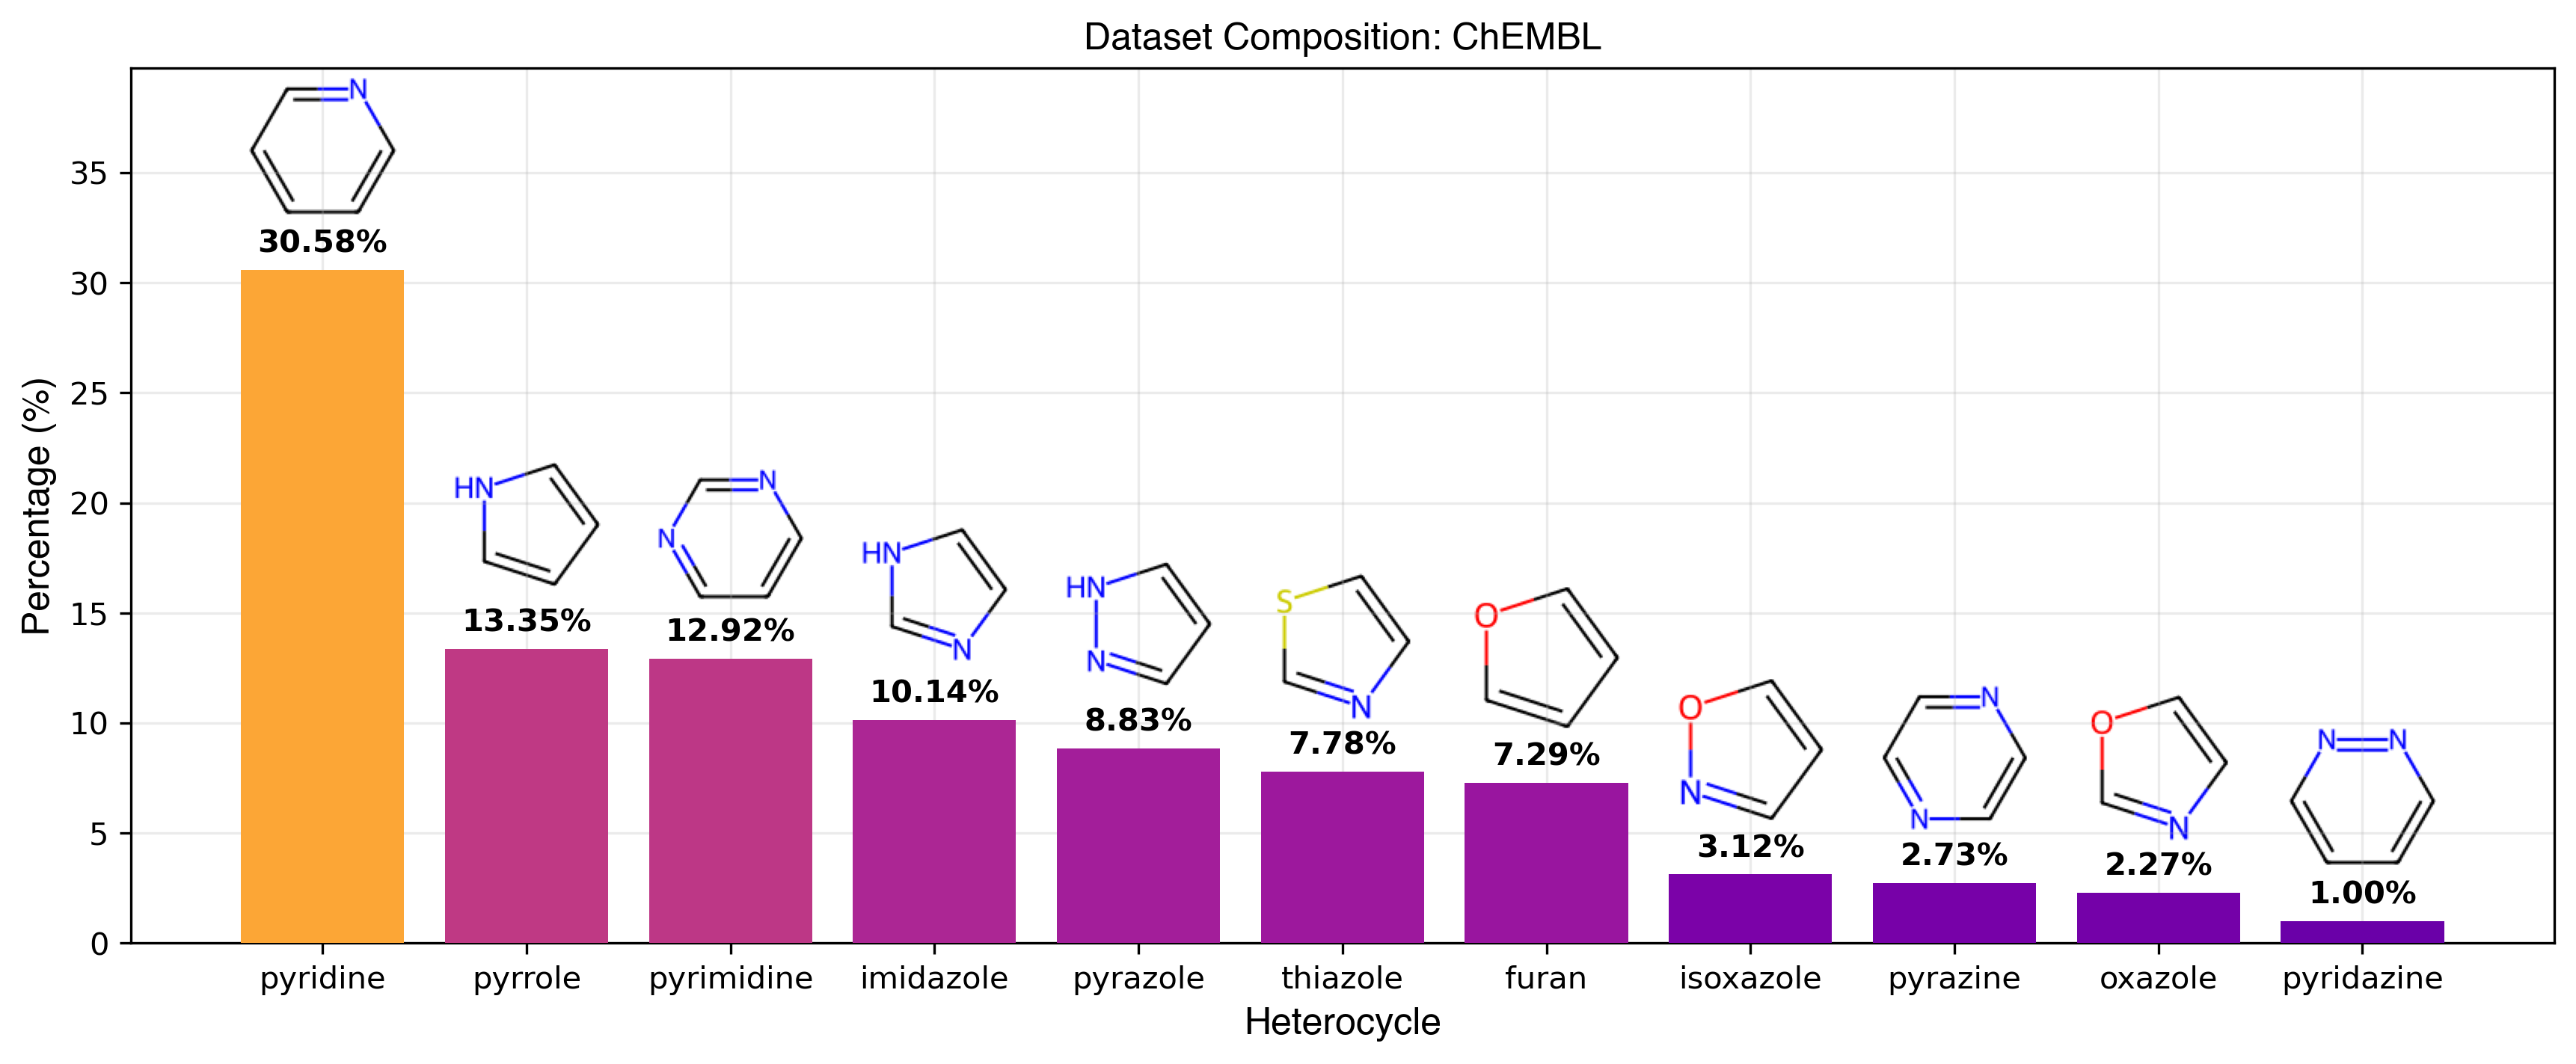 Dataset Composition: ChEMBL
Percentage (%)
35
30
25
20
15
10
5
0
N
30.58%
HN
13.35%
N
N
12.92%
HN
N
10.14%
HN
N
8.83%
S
N
7.78%
O
7.29%
O
N
3.12%
N
N
2.73%
O
N
2.27%
N N
1.00%
pyridine pyrrole pyrimidine imidazole pyrazole thiazole furan isoxazole pyrazine oxazole pyridazine
Heterocycle